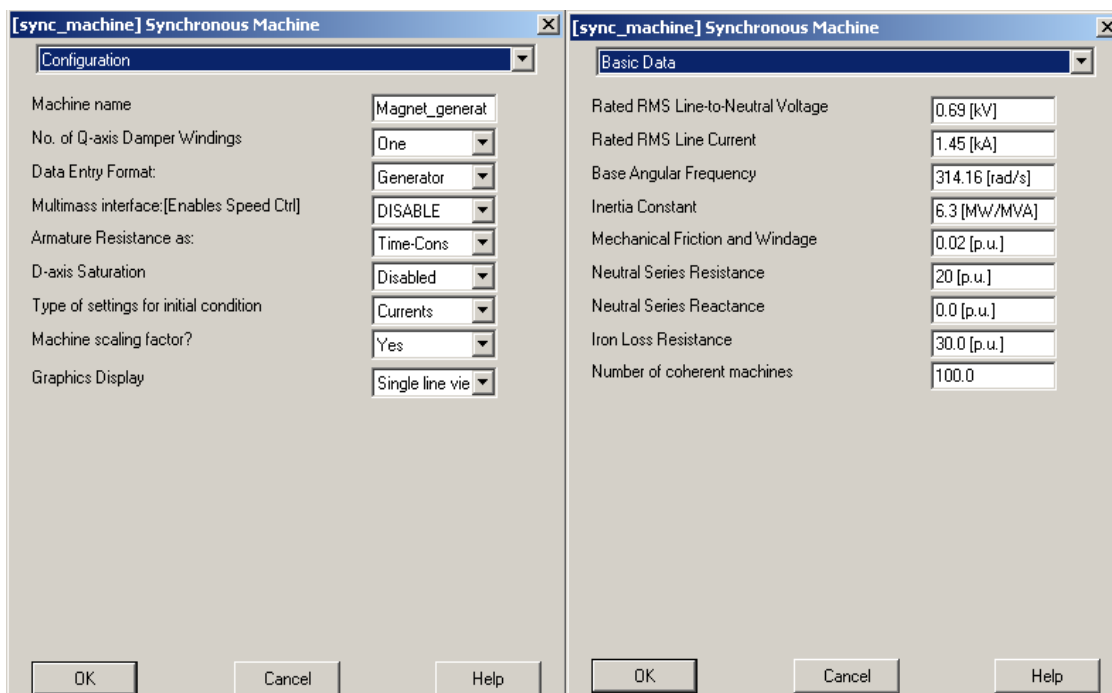 [sync_machine] Synchronous Machine
Configuration
Machine name Magnet_generat
No. of Q-axis Damper Windings One
Data Entry Format: Generator
Multimass interface:[Enables Speed Ctrl] DISABLE
Armature Resistance as: Time-Cons
D-axis Saturation Disabled
Type of settings for initial condition Currents
Machine scaling factor? Yes
Graphics Display Single line vie
OK Cancel Help
[sync_machine] Synchronous Machine
Basic Data
Rated RMS Line-to-Neutral Voltage 0.69 [kV]
Rated RMS Line Current 1.45 [kA]
Base Angular Frequency 314.16 [rad/s]
Inertia Constant 6.3 [MW/MVA]
Mechanical Friction and Windage 0.02 [p.u.]
Neutral Series Resistance 20 [p.u.]
Neutral Series Reactance 0.0 [p.u.]
Iron Loss Resistance 30.0 [p.u.]
Number of coherent machines 100.0
OK Cancel Help